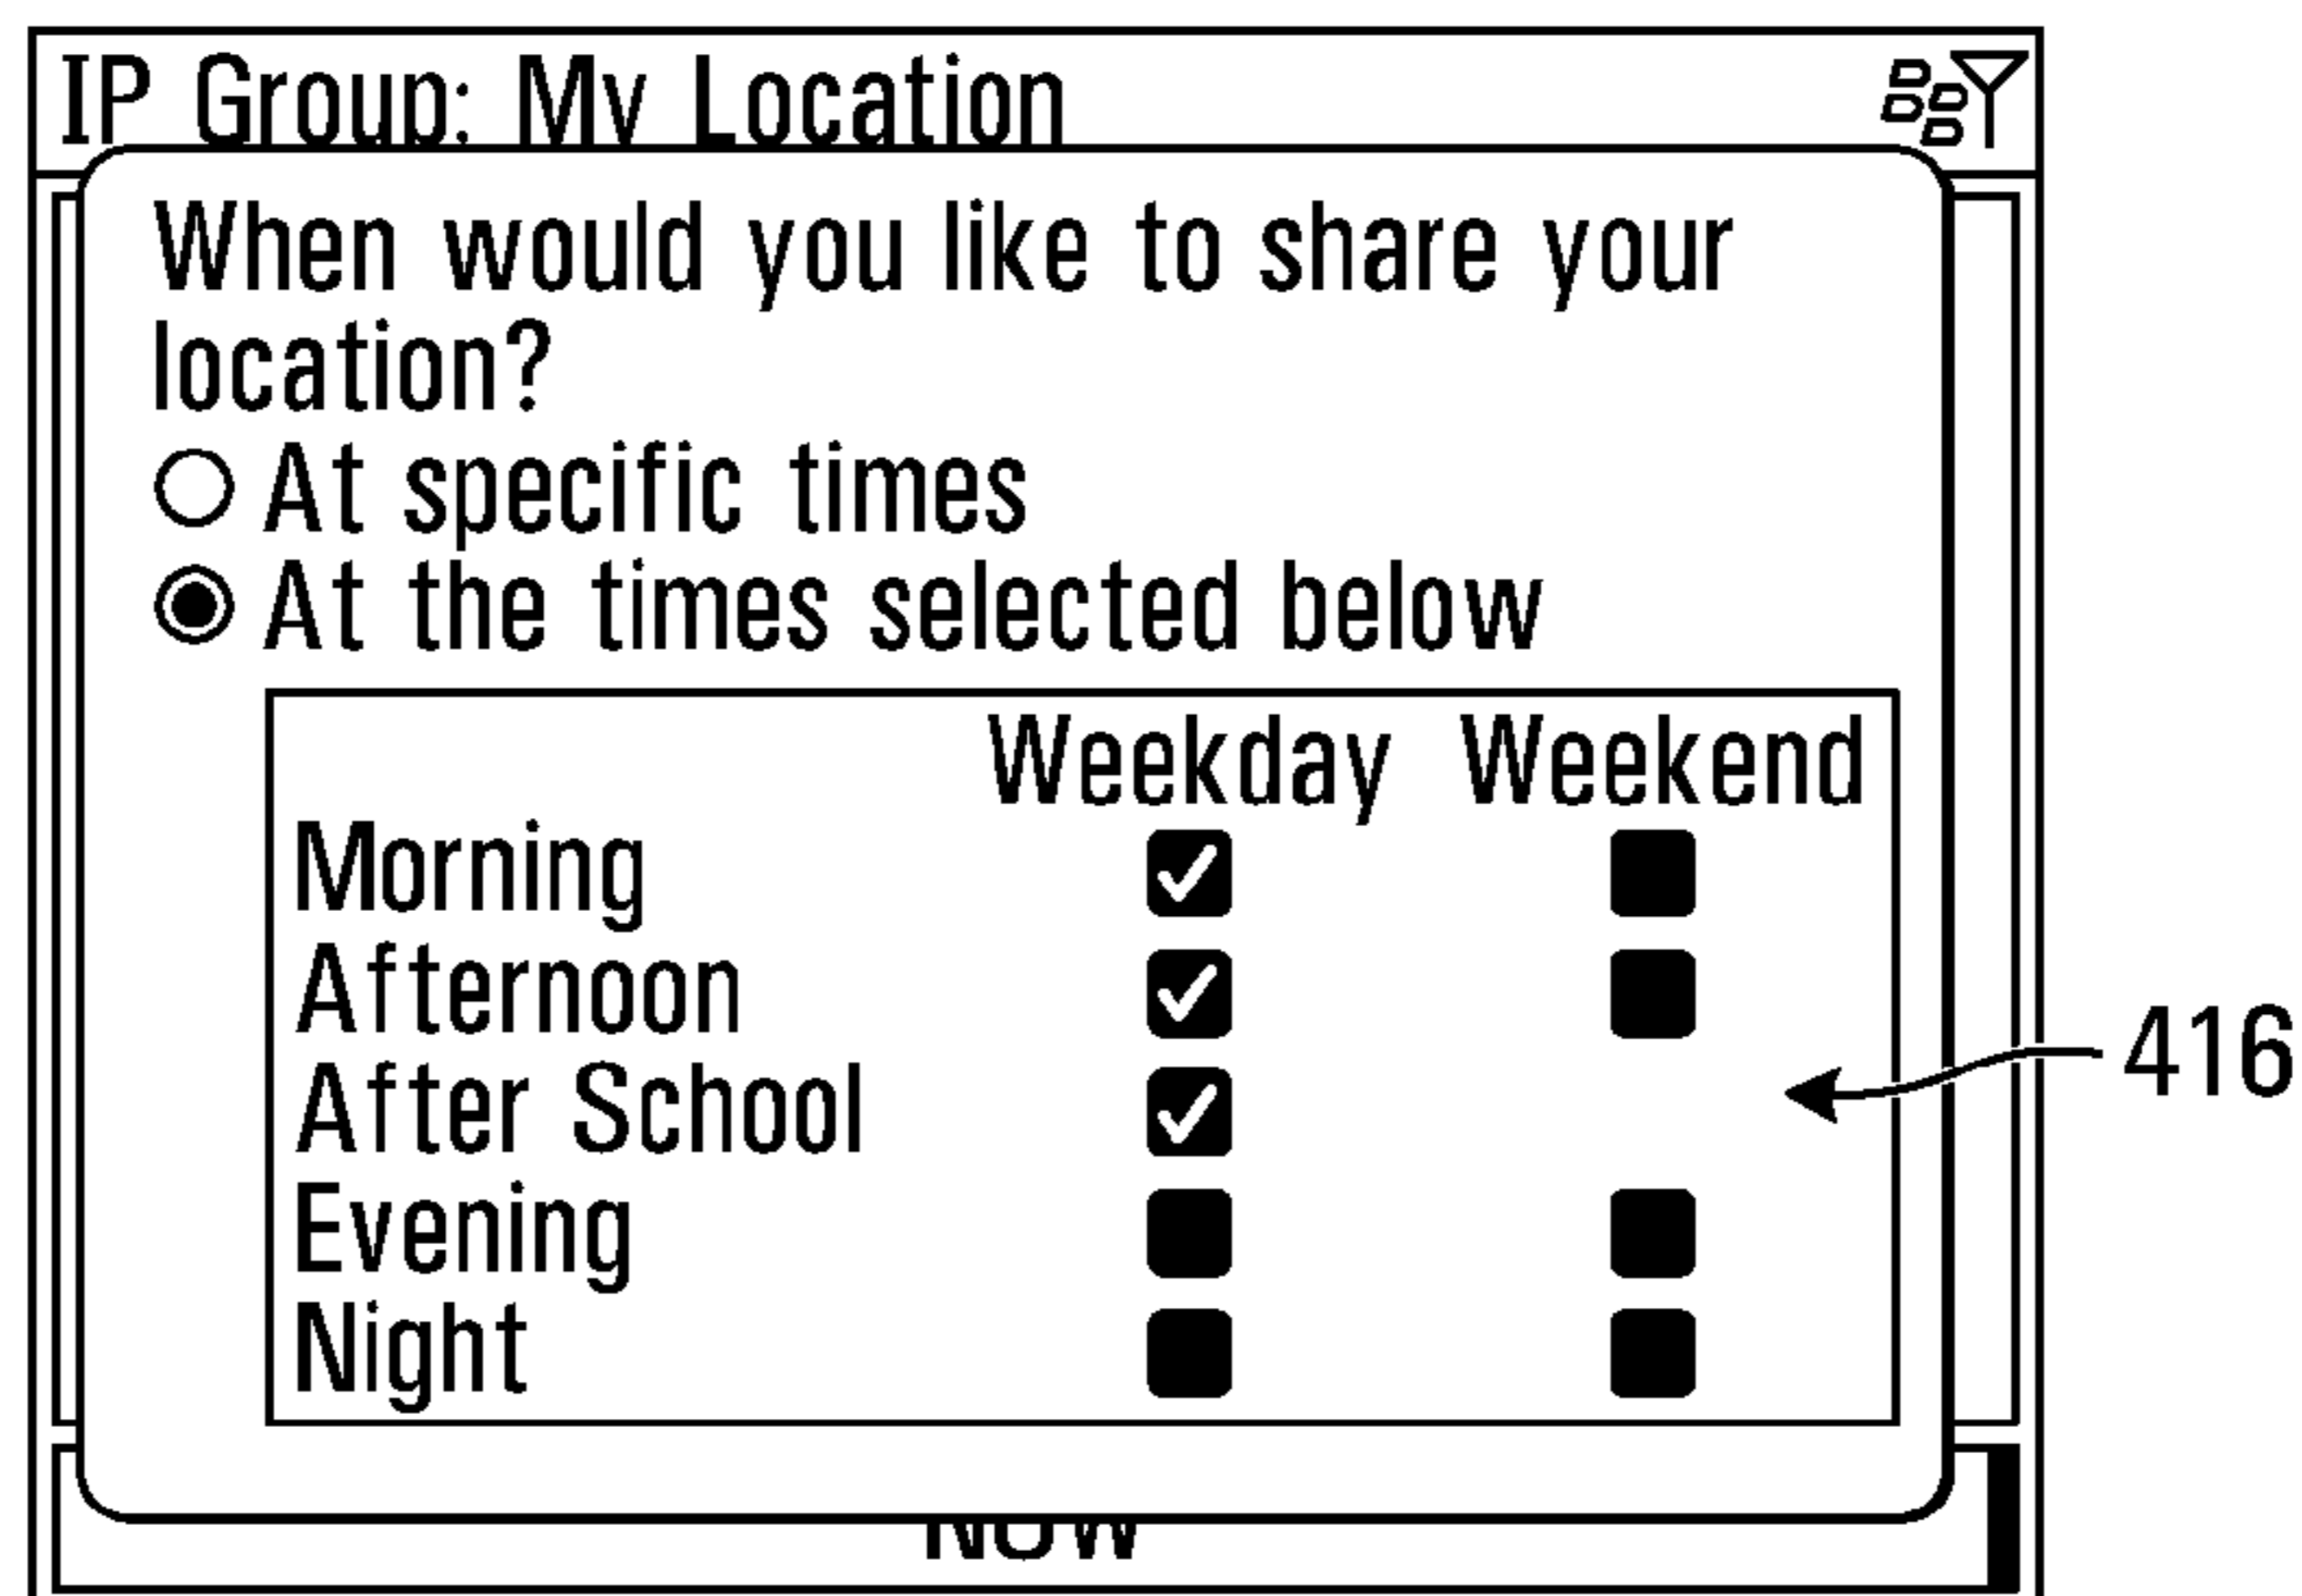 IP Group: My Location
When would you like to share your
location?
At specific times
At the times selected below
Weekday Weekend
Morning
Afternoon
After School
Evening
Night
416
NOW